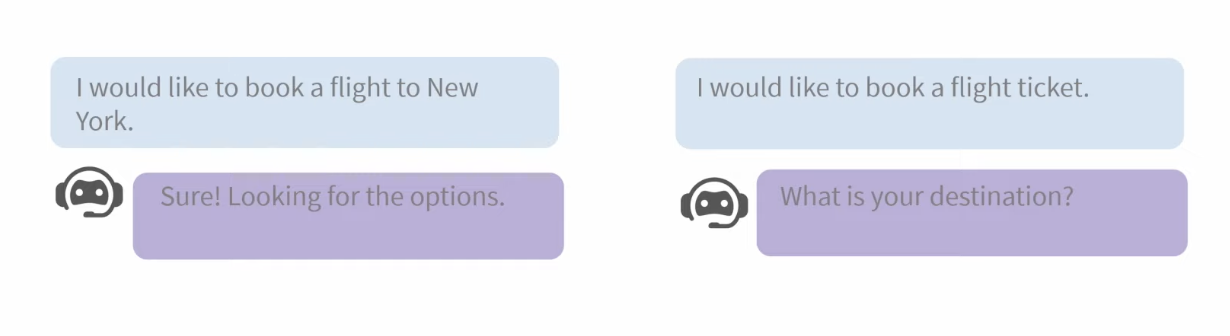 I would like to book a flight to New
York.
Sure! Looking for the options.
I would like to book a flight ticket.
What is your destination?